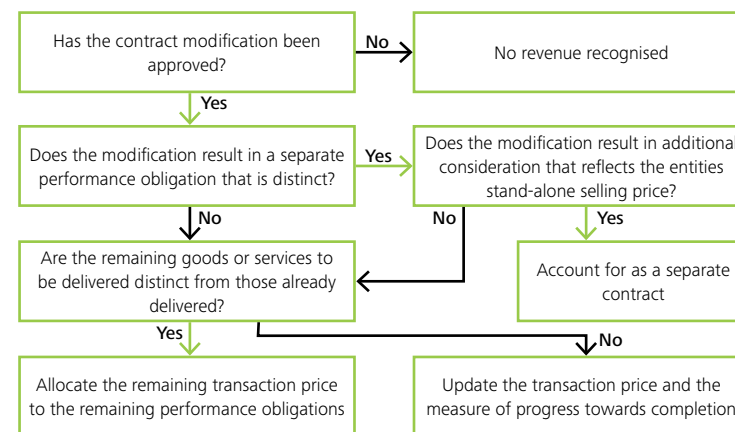 Has the contract modification been
approved?
No
No revenue recognised
Yes
Does the modification result in a separate
performance obligation that is distinct?
Yes
Does the modification result in additional
consideration that reflects the entities
stand-alone selling price?
No
No
Yes
Are the remaining goods or services to
be delivered distinct from those already
delivered?
Account for as a separate
contract
Yes
No
Allocate the remaining transaction price
to the remaining performance obligations
Update the transaction price and the
measure of progress towards completion